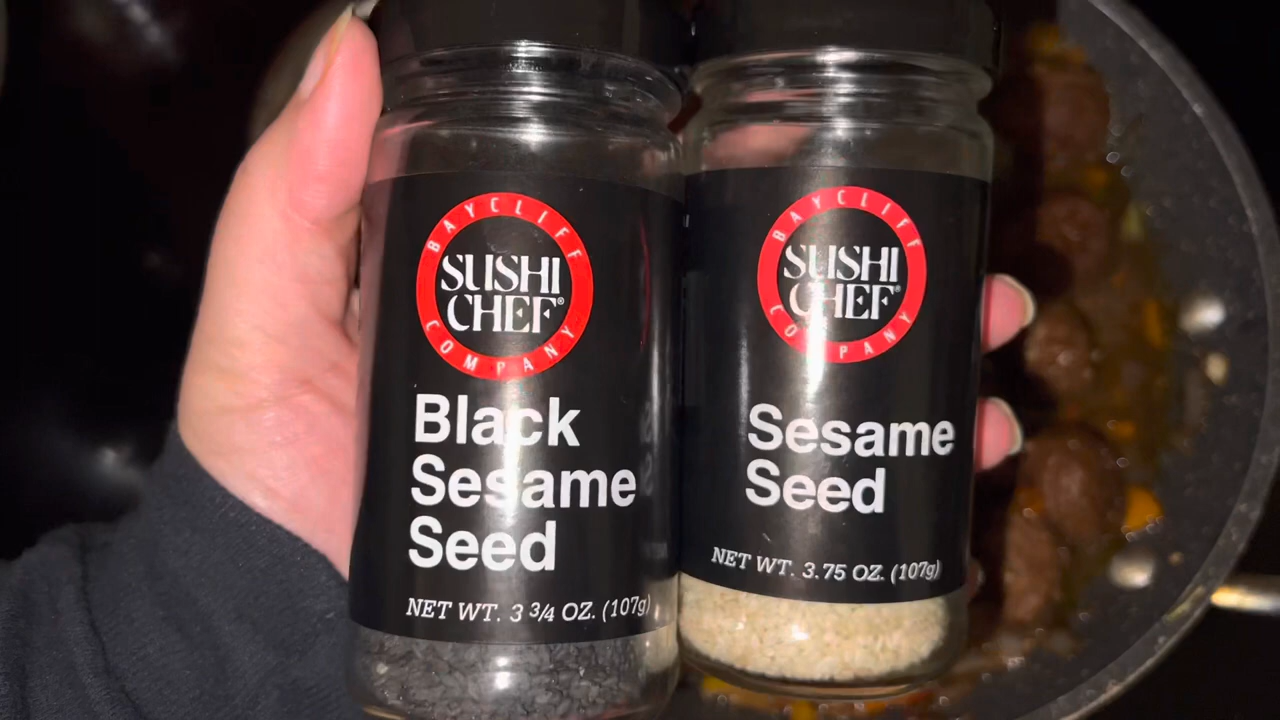 BAYCLIFF
SUSHI
CHEF®
COMPANY
Black
Sesame
Seed
NET WT. 3 3/4 OZ. (107g)
BAYCLIFF
SUSHI
CHEF®
COMPANY
Sesame
Seed
NET WT. 3.75 OZ. (107g)